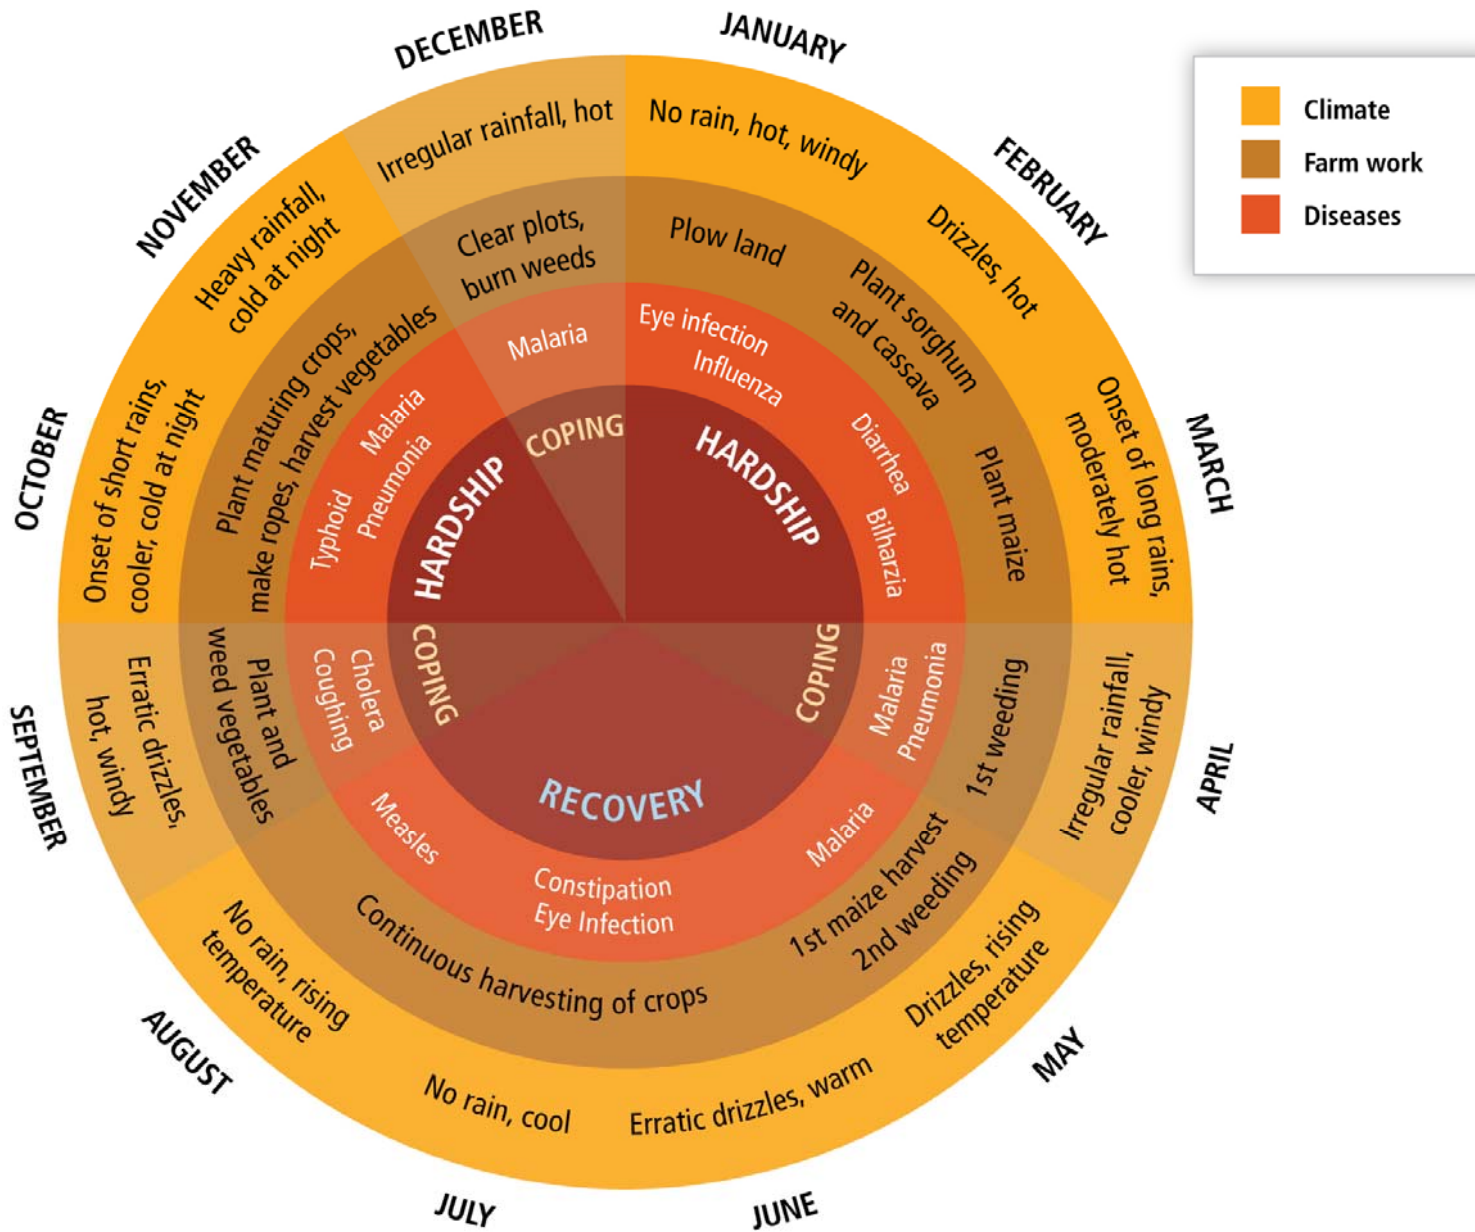 DECEMBER
JANUARY
FEBRUARY
MARCH
APRIL
MAY
JUNE
JULY
AUGUST
SEPTEMBER
OCTOBER
NOVEMBER
Climate
Farm work
Diseases
Irregular rainfall, hot
No rain, hot, windy
Drizzles, hot
Onset of long rains,
moderately hot
Irregular rainfall,
cooler, windy
Drizzles, rising
temperature
Erratic drizzles, warm
No rain, cool
No rain, rising
temperature
Erratic drizzles,
hot, windy
Onset of short rains,
cooler, cold at night
Heavy rainfall,
cold at night
Clear plots,
burn weeds
Plow land
Plant sorghum
and cassava
Plant maize
1st weeding
1st maize harvest
2nd weeding
Continuous harvesting of crops
Plant and
weed vegetables
Plant maturing crops,
make ropes, harvest vegetables
Malaria
Eye infection
Influenza
Diarrhea
Bilharzia
Malaria
Pneumonia
Malaria
Constipation
Eye Infection
Measles
Cholera
Coughing
Typhoid
Malaria
Pneumonia
COPING
HARDSHIP
COPING
RECOVERY
COPING
HARDSHIP